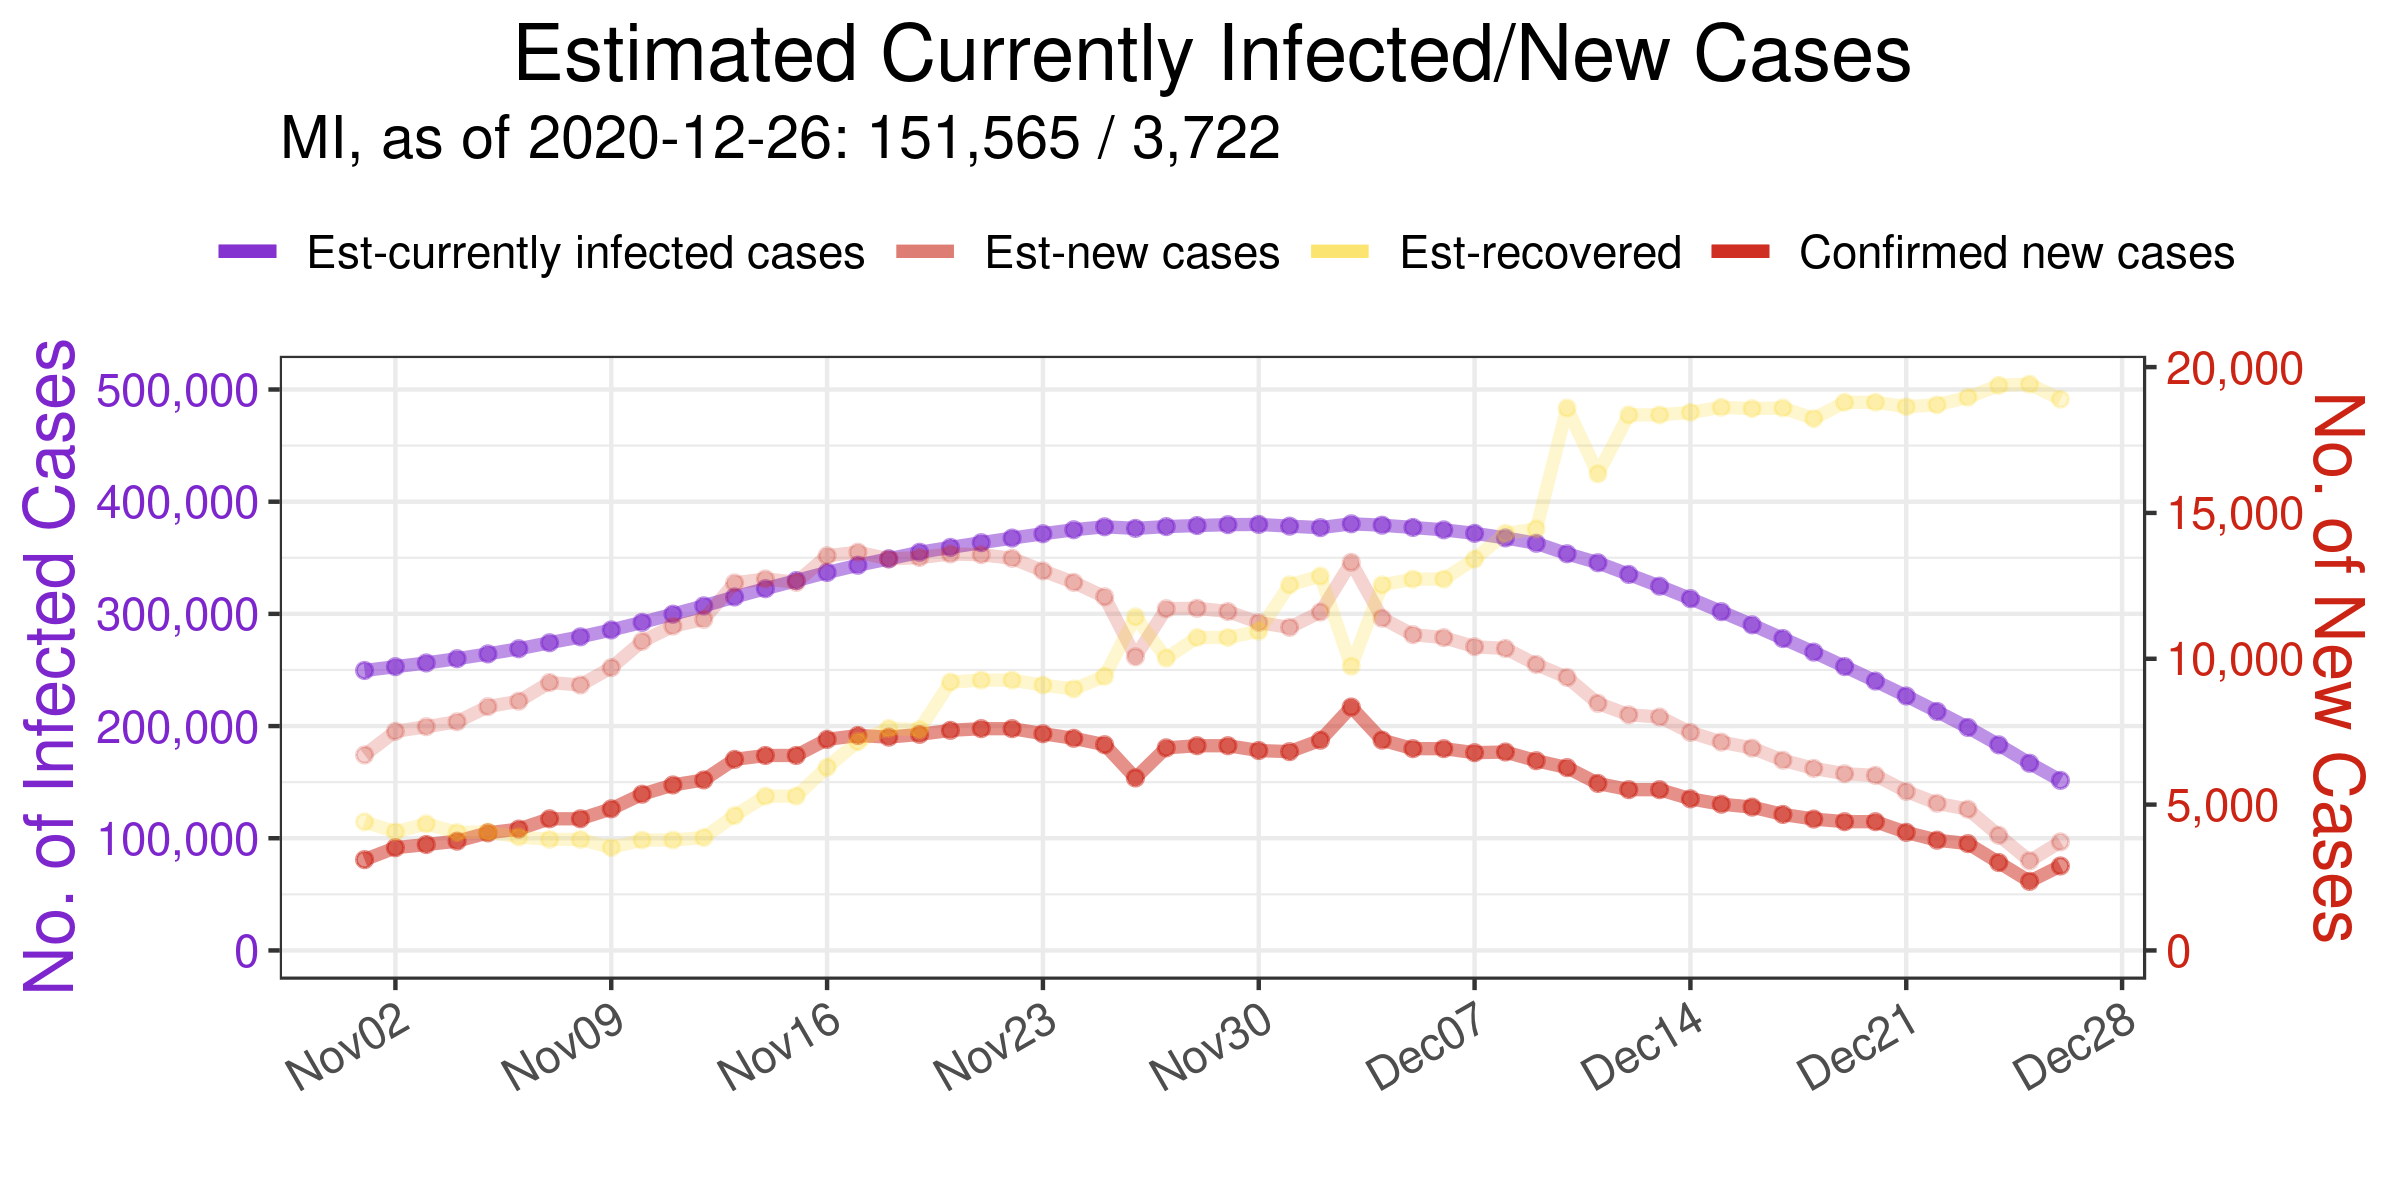 Estimated Currently Infected/New Cases
MI, as of 2020-12-26: 151,565 / 3,722
Est-currently infected cases Est-new cases Est-recovered Confirmed new cases
No. of Infected Cases
500,000
400,000
300,000
200,000
100,000
0
20,000
15,000
10,000
5,000
0
No. of New Cases
Nov02 Nov09 Nov16 Nov23 Nov30 Dec07 Dec14 Dec21 Dec28